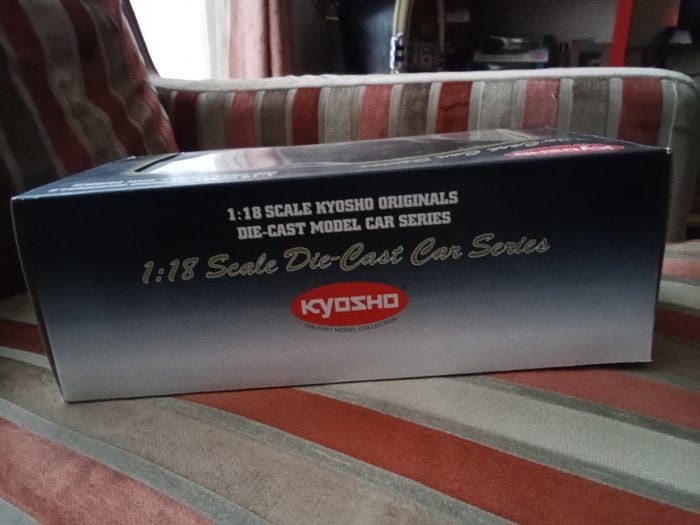 KYOSHO
1:18 SCALE KYOSHO ORIGINALS
DIE-CAST MODEL CAR SERIES
1:18 Scale Die-Cast Car Series
KYOSHO
DIE-CAST MODEL COLLECTION